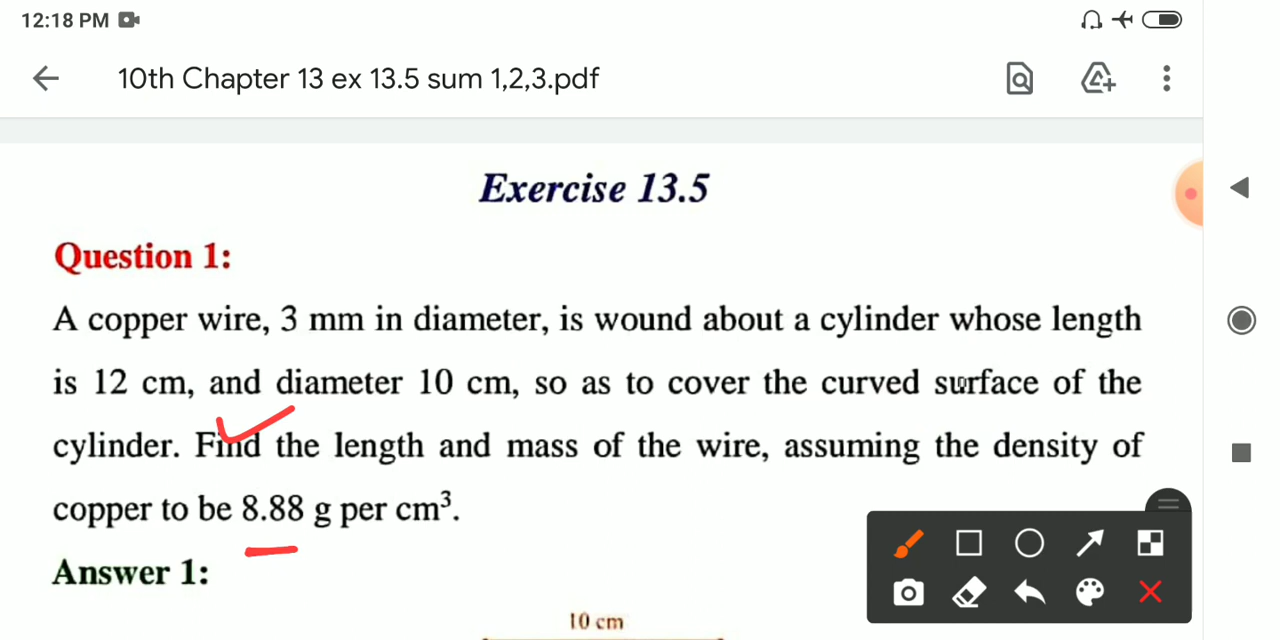 12:18 PM
10th Chapter 13 ex 13.5 sum 1,2,3.pdf
Exercise 13.5
Question 1:
A copper wire, 3 mm in diameter, is wound about a cylinder whose length
is 12 cm, and diameter 10 cm, so as to cover the curved surface of the
cylinder. Find the length and mass of the wire, assuming the density of
copper to be 8.88 g per cm³.
Answer 1:
10 cm